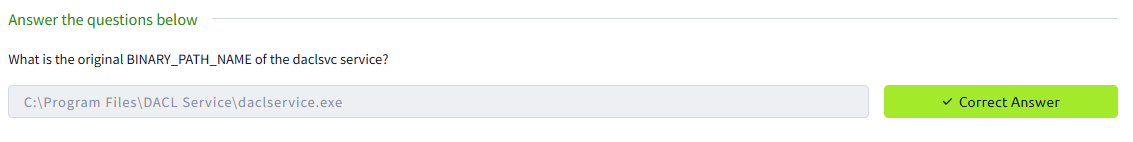 Answer the questions below
What is the original BINARY_PATH_NAME of the daclsvc service?
C:\Program Files\DACL Service\daclservice.exe
✓ Correct Answer